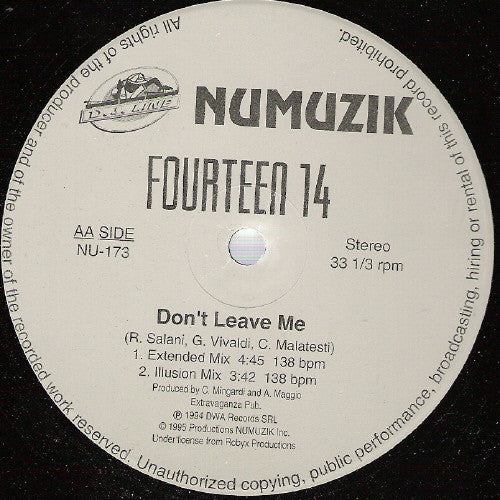 All rights of the producer and of the owner of the recorded work reserved. Unauthorized copying, public performance, broadcasting, hiring or rental of this record prohibited.
D.J.'s LINE
NUMUZIK
FOURTEEN 14
AA SIDE
NU-173
Stereo
33 1/3 rpm
Don't Leave Me
(R. Salani, G. Vivaldi, C. Malatesti)
1. Extended Mix 4:45 138 bpm
2. Illusion Mix 3:42 138 bpm
Produced by C. Mingardi and A. Maggio
Extravaganza Pub.
℗ 1994 DWA Records SRL
© 1995 Productions NUMUZIK Inc.
Under license from Robyx Productions